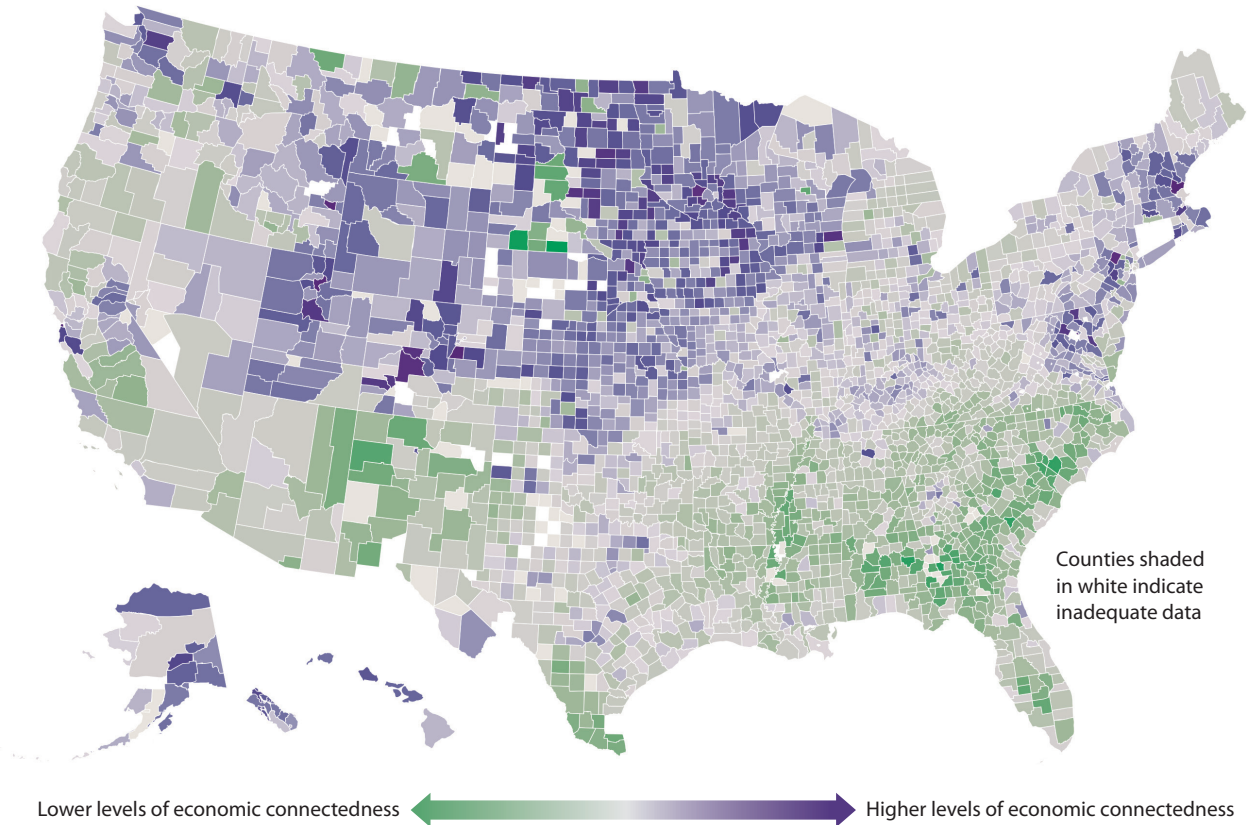 Counties shaded
in white indicate
inadequate data
Lower levels of economic connectedness
Higher levels of economic connectedness